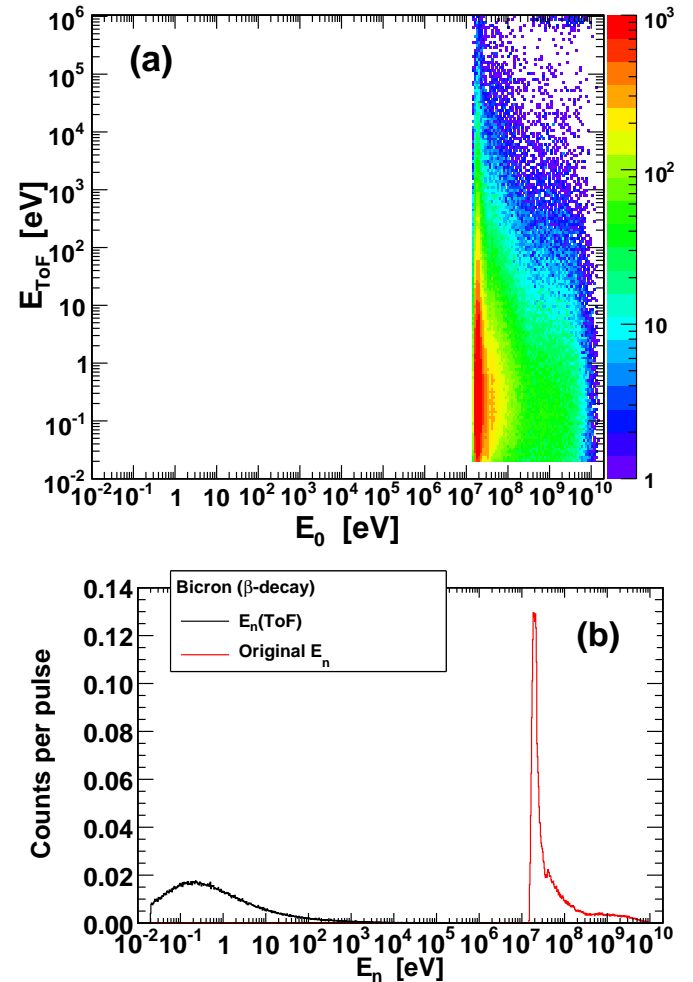 (a)
E_ToF [eV]
10^6
10^5
10^4
10^3
10^2
10
1
10^-1
10^-2
10^-2 10^-1 1 10 10^2 10^3 10^4 10^5 10^6 10^7 10^8 10^9 10^10
E_0 [eV]
10^3
10^2
10
1
Bicron (β-decay)
E_n(ToF)
Original E_n
(b)
Counts per pulse
0.14
0.12
0.10
0.08
0.06
0.04
0.02
0.00
10^-2 10^-1 1 10 10^2 10^3 10^4 10^5 10^6 10^7 10^8 10^9 10^10
E_n [eV]